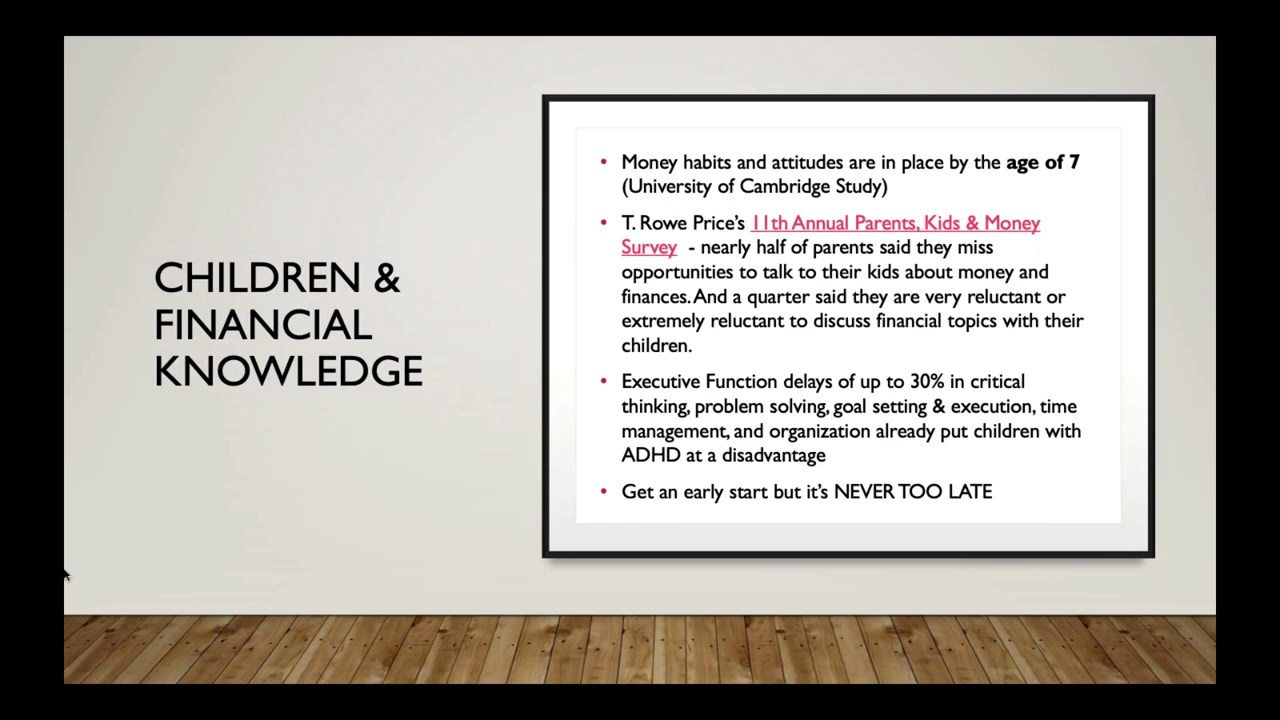 CHILDREN &
FINANCIAL
KNOWLEDGE
• Money habits and attitudes are in place by the age of 7
(University of Cambridge Study)
• T. Rowe Price’s 11th Annual Parents, Kids & Money
Survey - nearly half of parents said they miss
opportunities to talk to their kids about money and
finances. And a quarter said they are very reluctant or
extremely reluctant to discuss financial topics with their
children.
• Executive Function delays of up to 30% in critical
thinking, problem solving, goal setting & execution, time
management, and organization already put children with
ADHD at a disadvantage
• Get an early start but it’s NEVER TOO LATE